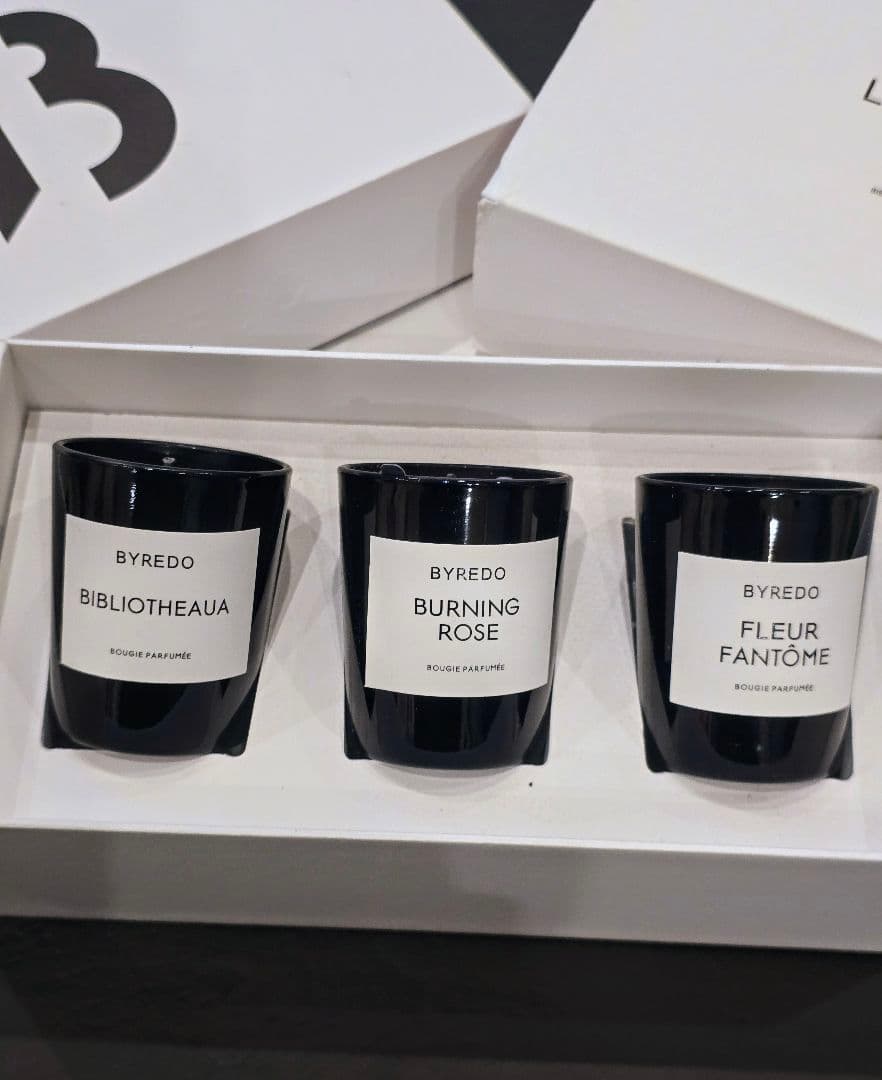 B
BYREDO
BIBLIOTHEAUA
BOUGIE PARFUMÉE
BYREDO
BURNING
ROSE
BOUGIE PARFUMÉE
BYREDO
FLEUR
FANTÔME
BOUGIE PARFUMÉE